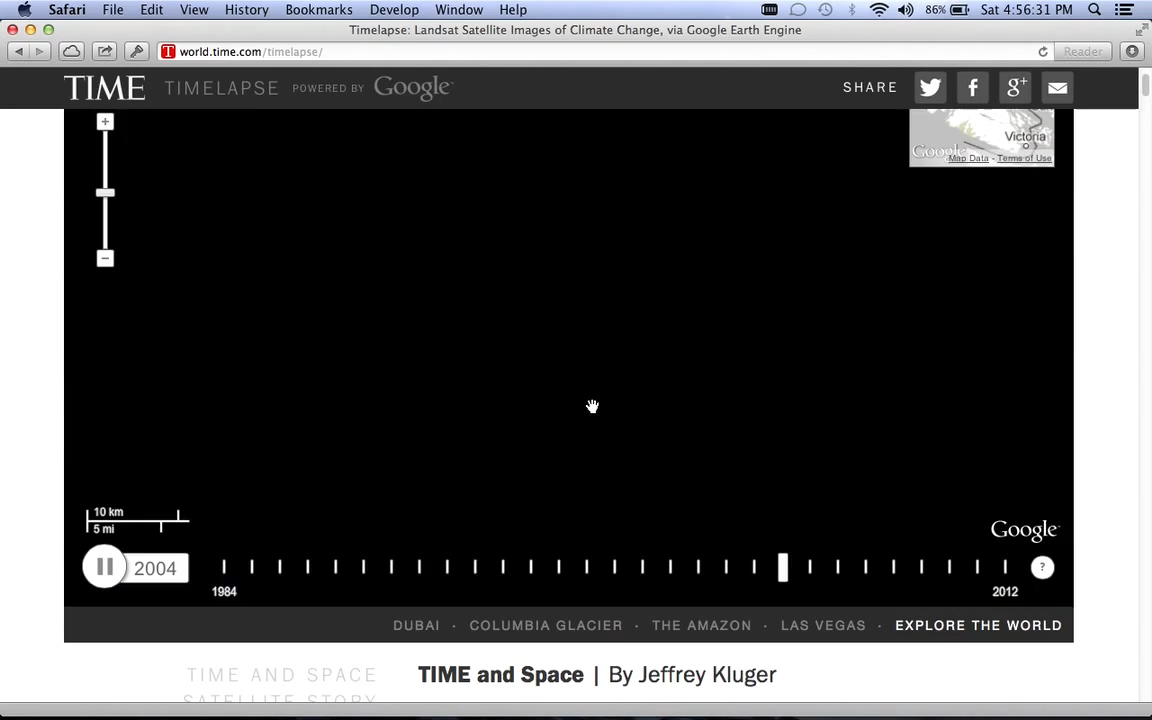 Safari File Edit View History Bookmarks Develop Window Help 86% Sat 4:56:31 PM
Timelapse: Landsat Satellite Images of Climate Change, via Google Earth Engine
T world.time.com/timelapse/ Reader
TIME TIMELAPSE POWERED BY Google SHARE g+
+
Victoria
Google Map Data - Terms of Use
−
10 km
5 mi
Google
2004 ?
1984 2012
DUBAI · COLUMBIA GLACIER · THE AMAZON · LAS VEGAS · EXPLORE THE WORLD
TIME AND SPACE TIME and Space | By Jeffrey Kluger
SATELLITE STORY